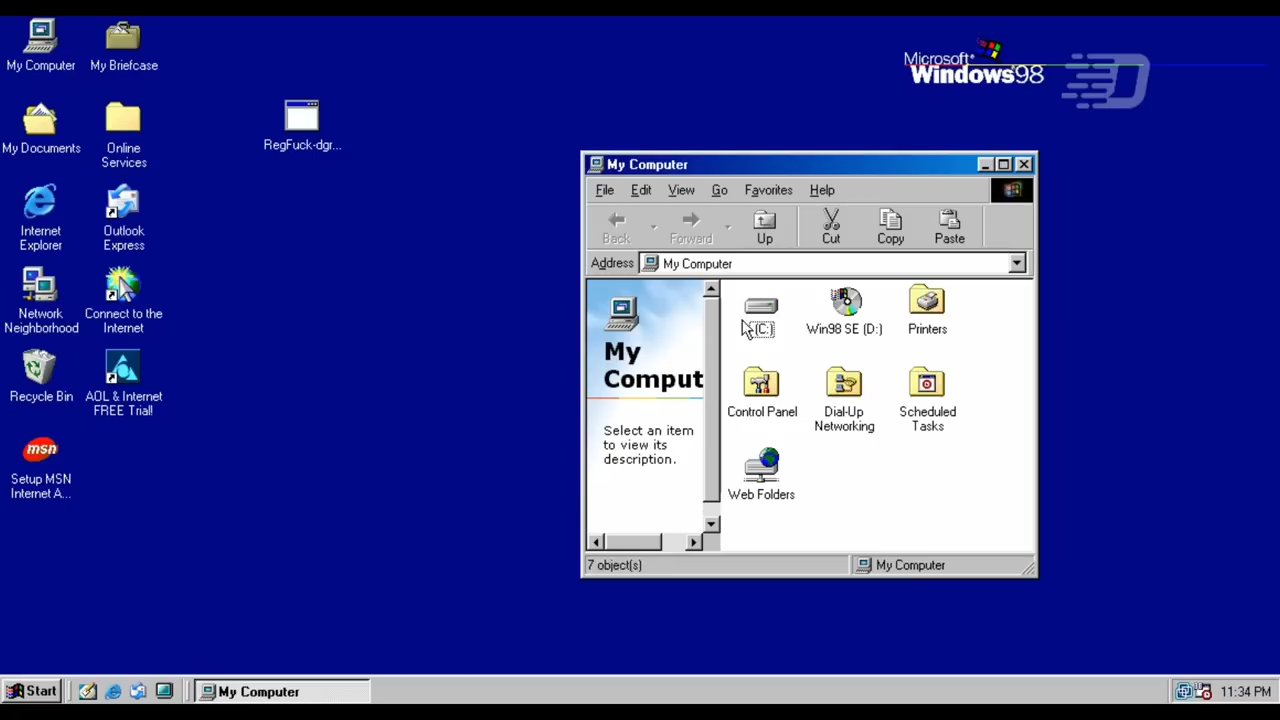 My Computer
My Briefcase
My Documents
Online
Services
Internet
Explorer
Outlook
Express
Network
Neighborhood
Connect to the
Internet
Recycle Bin
AOL & Internet
FREE Trial!
msn
Setup MSN
Internet A...
RegFuck-dgr...
Microsoft®
Windows 98
D
My Computer
File Edit View Go Favorites Help
Back Forward Up Cut Copy Paste
Address My Computer
My
Comput
Select an item
to view its
description.
(C:)
Win98 SE (D:)
Printers
Control Panel
Dial-Up
Networking
Scheduled
Tasks
Web Folders
7 object(s)
My Computer
Start
My Computer
11:34 PM